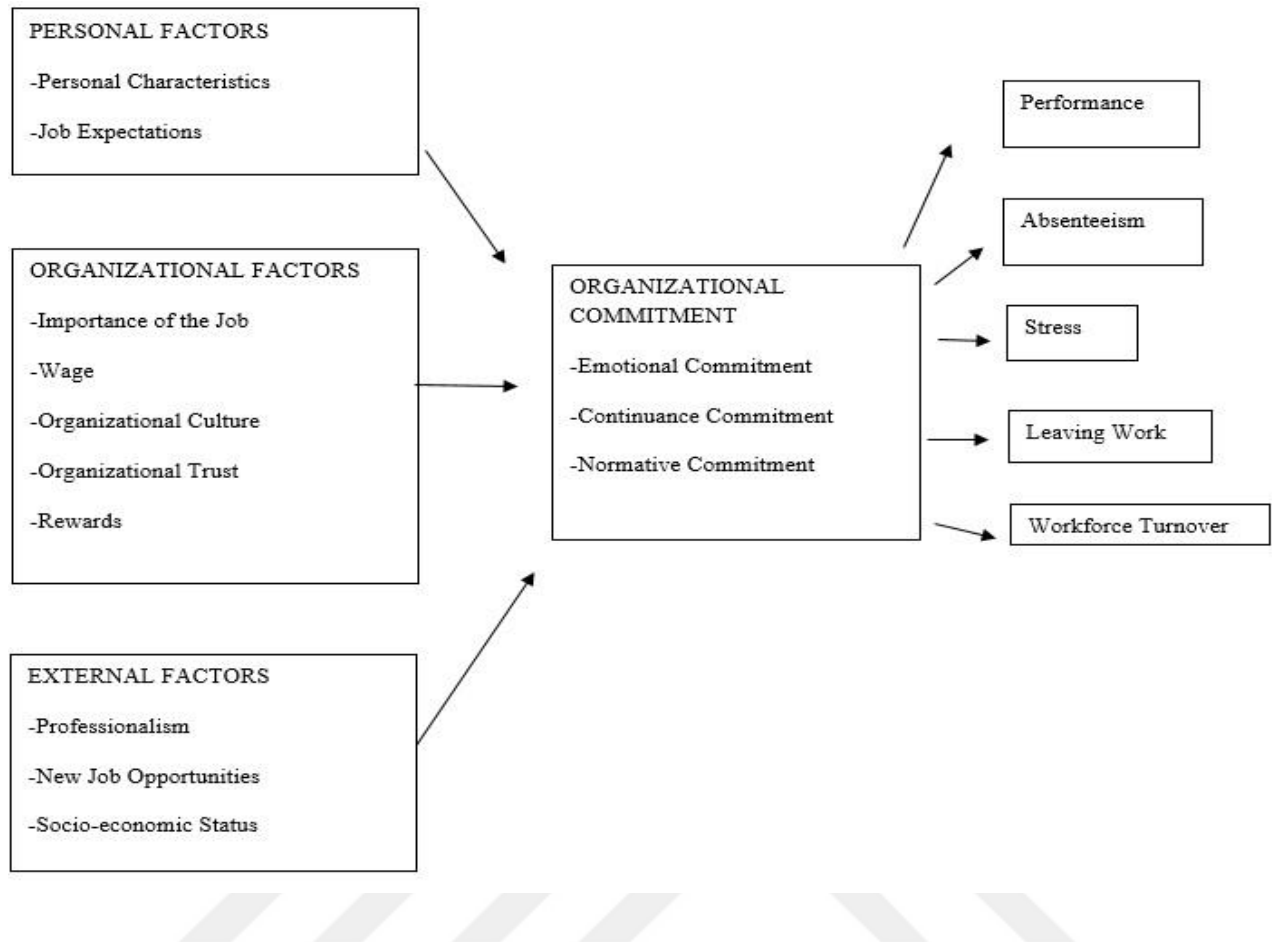 PERSONAL FACTORS
-Personal Characteristics
-Job Expectations
ORGANIZATIONAL FACTORS
-Importance of the Job
-Wage
-Organizational Culture
-Organizational Trust
-Rewards
EXTERNAL FACTORS
-Professionalism
-New Job Opportunities
-Socio-economic Status
ORGANIZATIONAL
COMMITMENT
-Emotional Commitment
-Continuance Commitment
-Normative Commitment
Performance
Absenteeism
Stress
Leaving Work
Workforce Turnover